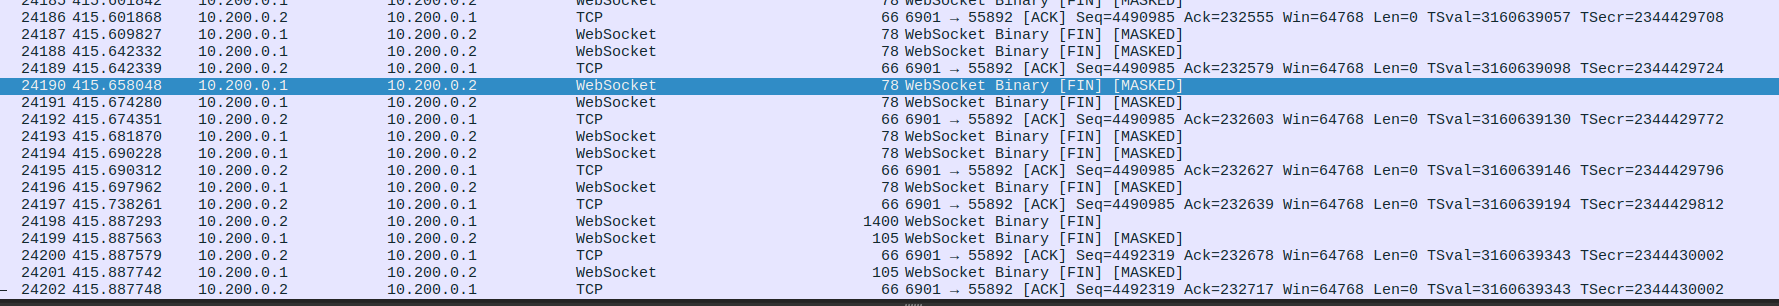 24185 415.601842 10.200.0.1 10.200.0.2 WebSocket 78 WebSocket Binary [FIN] [MASKED]
24186 415.601868 10.200.0.2 10.200.0.1 TCP 66 6901 → 55892 [ACK] Seq=4490985 Ack=232555 Win=64768 Len=0 TSval=3160639057 TSecr=2344429708
24187 415.609827 10.200.0.1 10.200.0.2 WebSocket 78 WebSocket Binary [FIN] [MASKED]
24188 415.642332 10.200.0.1 10.200.0.2 WebSocket 78 WebSocket Binary [FIN] [MASKED]
24189 415.642339 10.200.0.2 10.200.0.1 TCP 66 6901 → 55892 [ACK] Seq=4490985 Ack=232579 Win=64768 Len=0 TSval=3160639098 TSecr=2344429724
24190 415.658048 10.200.0.1 10.200.0.2 WebSocket 78 WebSocket Binary [FIN] [MASKED]
24191 415.674280 10.200.0.1 10.200.0.2 WebSocket 78 WebSocket Binary [FIN] [MASKED]
24192 415.674351 10.200.0.2 10.200.0.1 TCP 66 6901 → 55892 [ACK] Seq=4490985 Ack=232603 Win=64768 Len=0 TSval=3160639130 TSecr=2344429772
24193 415.681870 10.200.0.1 10.200.0.2 WebSocket 78 WebSocket Binary [FIN] [MASKED]
24194 415.690228 10.200.0.1 10.200.0.2 WebSocket 78 WebSocket Binary [FIN] [MASKED]
24195 415.690312 10.200.0.2 10.200.0.1 TCP 66 6901 → 55892 [ACK] Seq=4490985 Ack=232627 Win=64768 Len=0 TSval=3160639146 TSecr=2344429796
24196 415.697962 10.200.0.1 10.200.0.2 WebSocket 78 WebSocket Binary [FIN] [MASKED]
24197 415.738261 10.200.0.2 10.200.0.1 TCP 66 6901 → 55892 [ACK] Seq=4490985 Ack=232639 Win=64768 Len=0 TSval=3160639194 TSecr=2344429812
24198 415.887293 10.200.0.2 10.200.0.1 WebSocket 1400 WebSocket Binary [FIN]
24199 415.887563 10.200.0.1 10.200.0.2 WebSocket 105 WebSocket Binary [FIN] [MASKED]
24200 415.887579 10.200.0.2 10.200.0.1 TCP 66 6901 → 55892 [ACK] Seq=4492319 Ack=232678 Win=64768 Len=0 TSval=3160639343 TSecr=2344430002
24201 415.887742 10.200.0.1 10.200.0.2 WebSocket 105 WebSocket Binary [FIN] [MASKED]
24202 415.887748 10.200.0.2 10.200.0.1 TCP 66 6901 → 55892 [ACK] Seq=4492319 Ack=232717 Win=64768 Len=0 TSval=3160639343 TSecr=2344430002